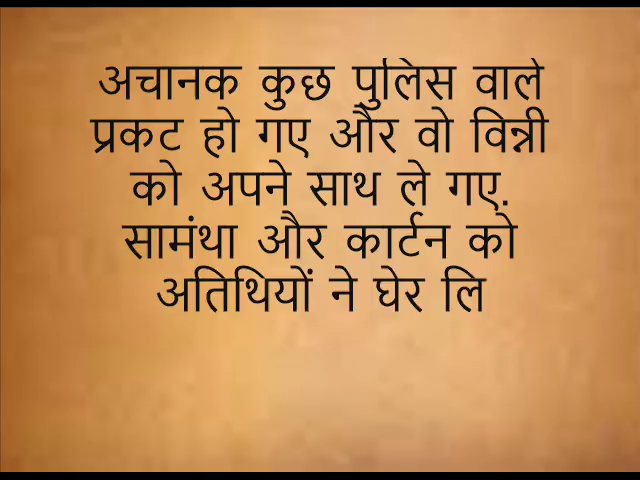 अचानक कुछ पुलिस वाले
प्रकट हो गए और वो विन्नी
को अपने साथ ले गए.
सामंथा और कार्टन को
अतिथियों ने घेर लि